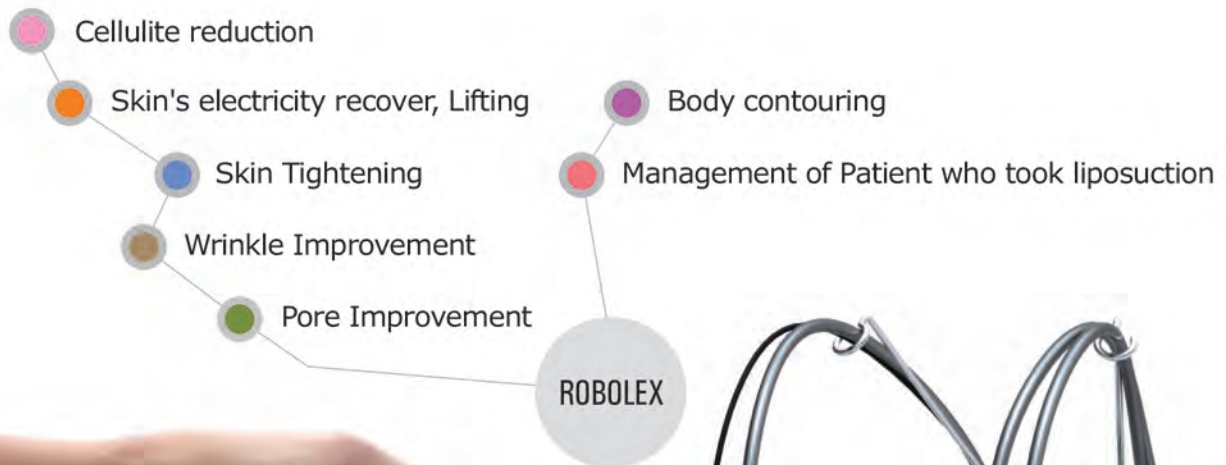 Cellulite reduction
Skin's electricity recover, Lifting
Skin Tightening
Wrinkle Improvement
Pore Improvement
Body contouring
Management of Patient who took liposuction
ROBOLEX